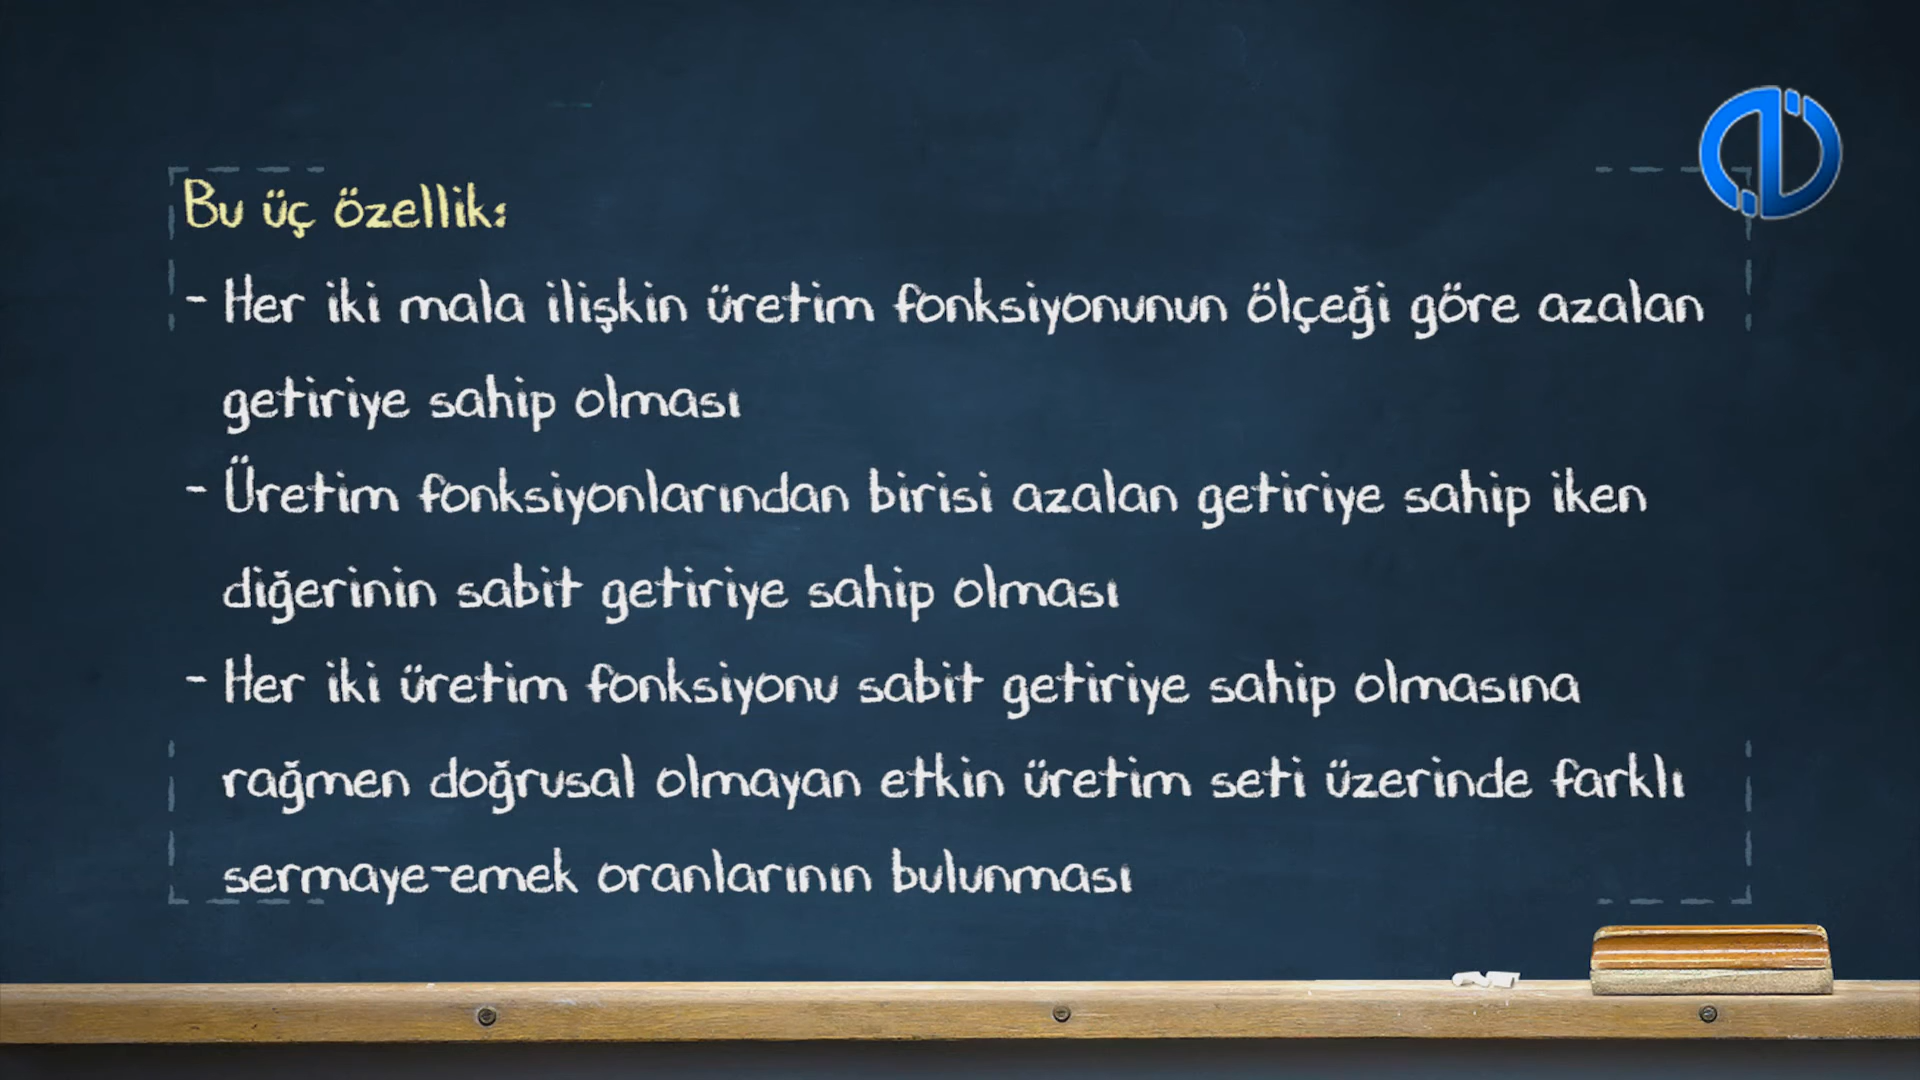 Bu üç özellik:
- Her iki mala ilişkin üretim fonksiyonunun ölçeği göre azalan
getiriye sahip olması
- Üretim fonksiyonlarından birisi azalan getiriye sahip iken
diğerinin sabit getiriye sahip olması
- Her iki üretim fonksiyonu sabit getiriye sahip olmasına
rağmen doğrusal olmayan etkin üretim seti üzerinde farklı
sermaye-emek oranlarının bulunması